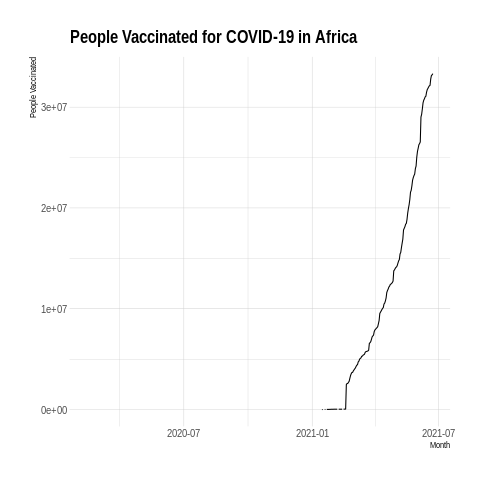 People Vaccinated for COVID-19 in Africa
People Vaccinated
3e+07
2e+07
1e+07
0e+00
2020-07
2021-01
2021-07
Month